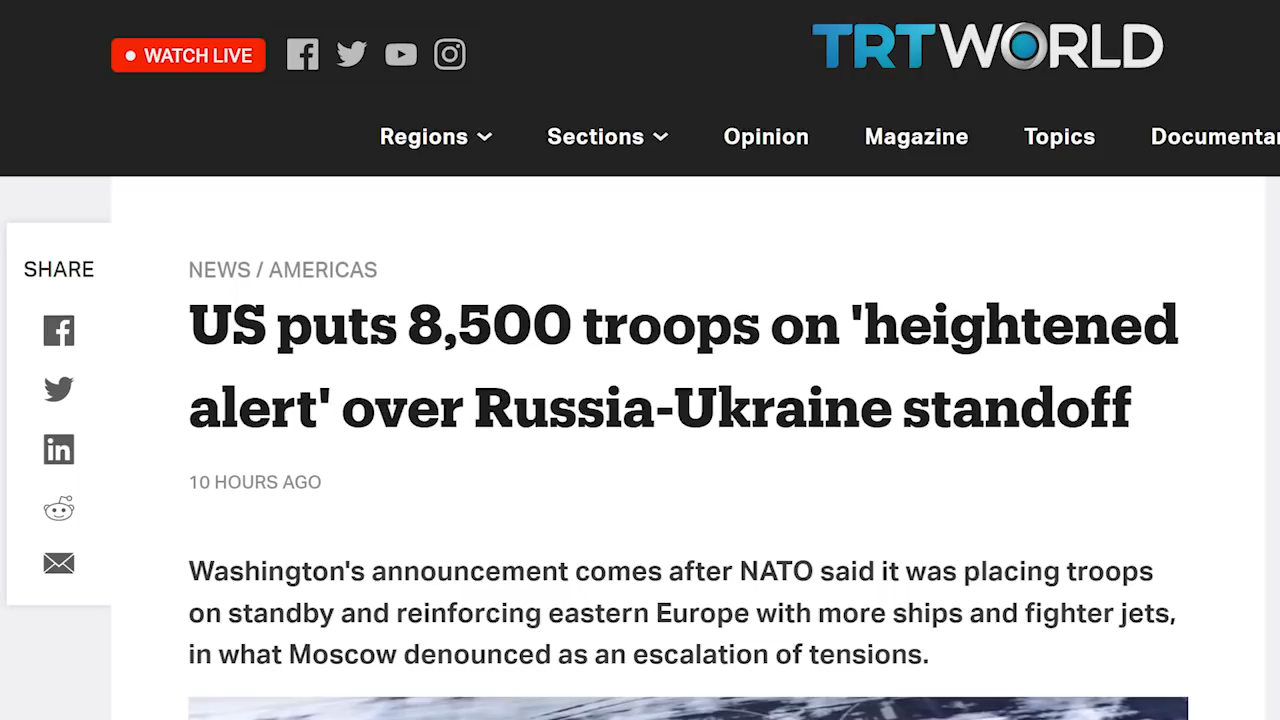 WATCH LIVE
TRTWORLD
Regions
Sections
Opinion
Magazine
Topics
Documentar
SHARE
NEWS / AMERICAS
US puts 8,500 troops on 'heightened
alert' over Russia-Ukraine standoff
10 HOURS AGO
Washington's announcement comes after NATO said it was placing troops
on standby and reinforcing eastern Europe with more ships and fighter jets,
in what Moscow denounced as an escalation of tensions.